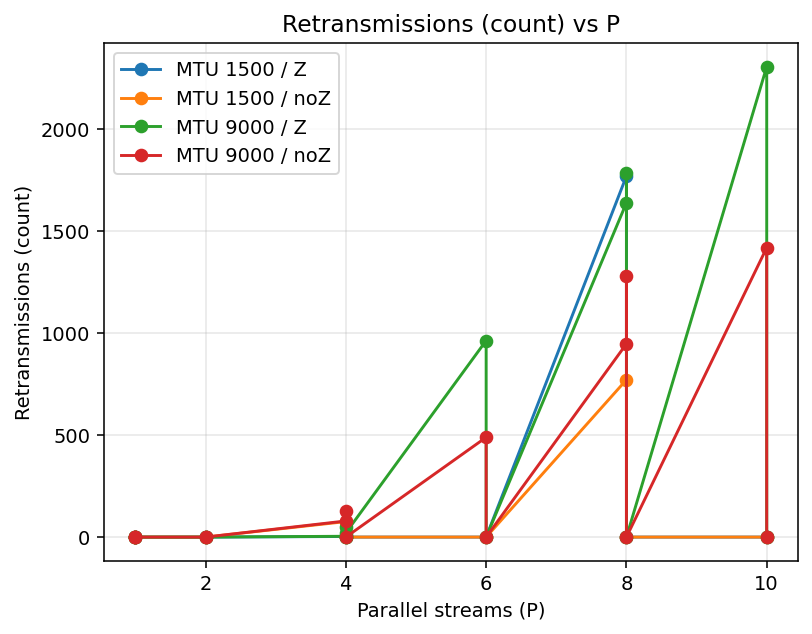 Retransmissions (count) vs P
MTU 1500 / Z
MTU 1500 / noZ
MTU 9000 / Z
MTU 9000 / noZ
Retransmissions (count)
2000
1500
1000
500
0
2 4 6 8 10
Parallel streams (P)